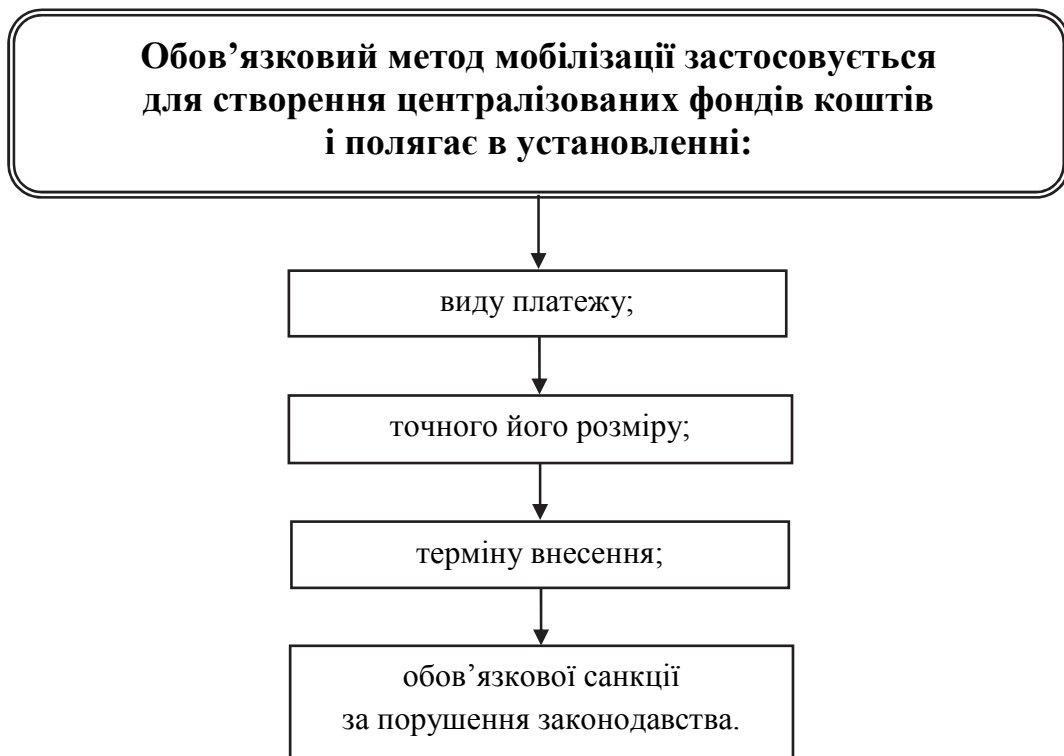 Обов’язковий метод мобілізації застосовується
для створення централізованих фондів коштів
і полягає в установленні:
виду платежу;
точного його розміру;
терміну внесення;
обов’язкової санкції
за порушення законодавства.